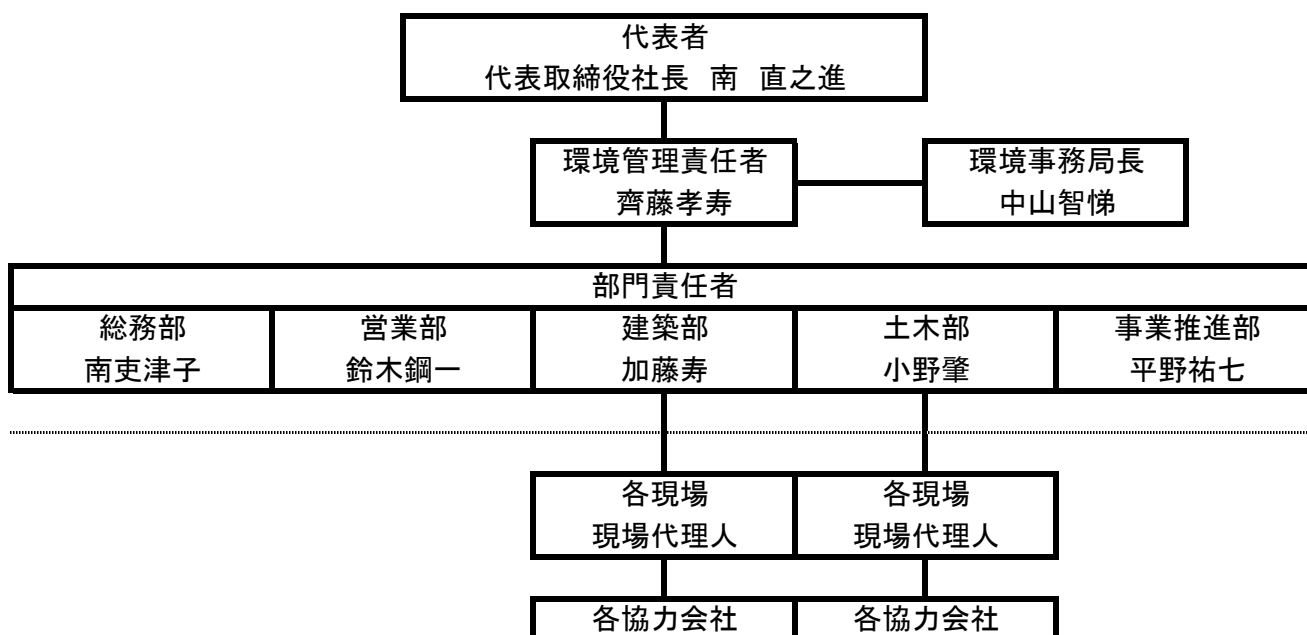 代表者
代表取締役社長　南　直之進
環境管理責任者
齊藤孝寿
環境事務局長
中山智悌
部門責任者
総務部
南吏津子
営業部
鈴木鋼一
建築部
加藤寿
土木部
小野肇
事業推進部
平野祐七
各現場
現場代理人
各現場
現場代理人
各協力会社
各協力会社